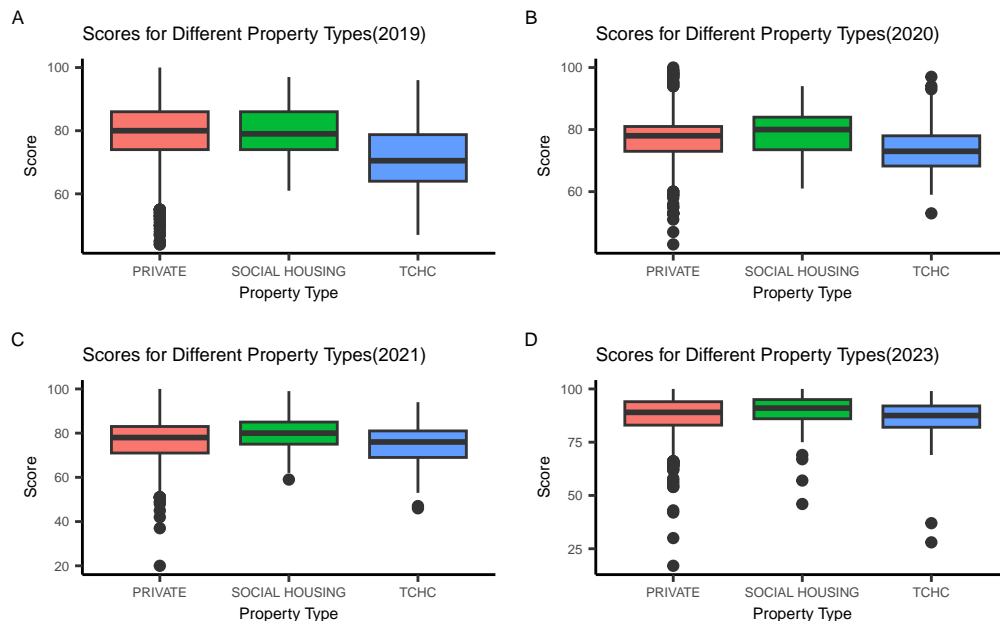 A
Scores for Different Property Types(2019)
100
80
60
Score
PRIVATE SOCIAL HOUSING TCHC
Property Type
B
Scores for Different Property Types(2020)
100
80
60
Score
PRIVATE SOCIAL HOUSING TCHC
Property Type
C
Scores for Different Property Types(2021)
100
80
60
40
20
Score
PRIVATE SOCIAL HOUSING TCHC
Property Type
D
Scores for Different Property Types(2023)
100
75
50
25
Score
PRIVATE SOCIAL HOUSING TCHC
Property Type